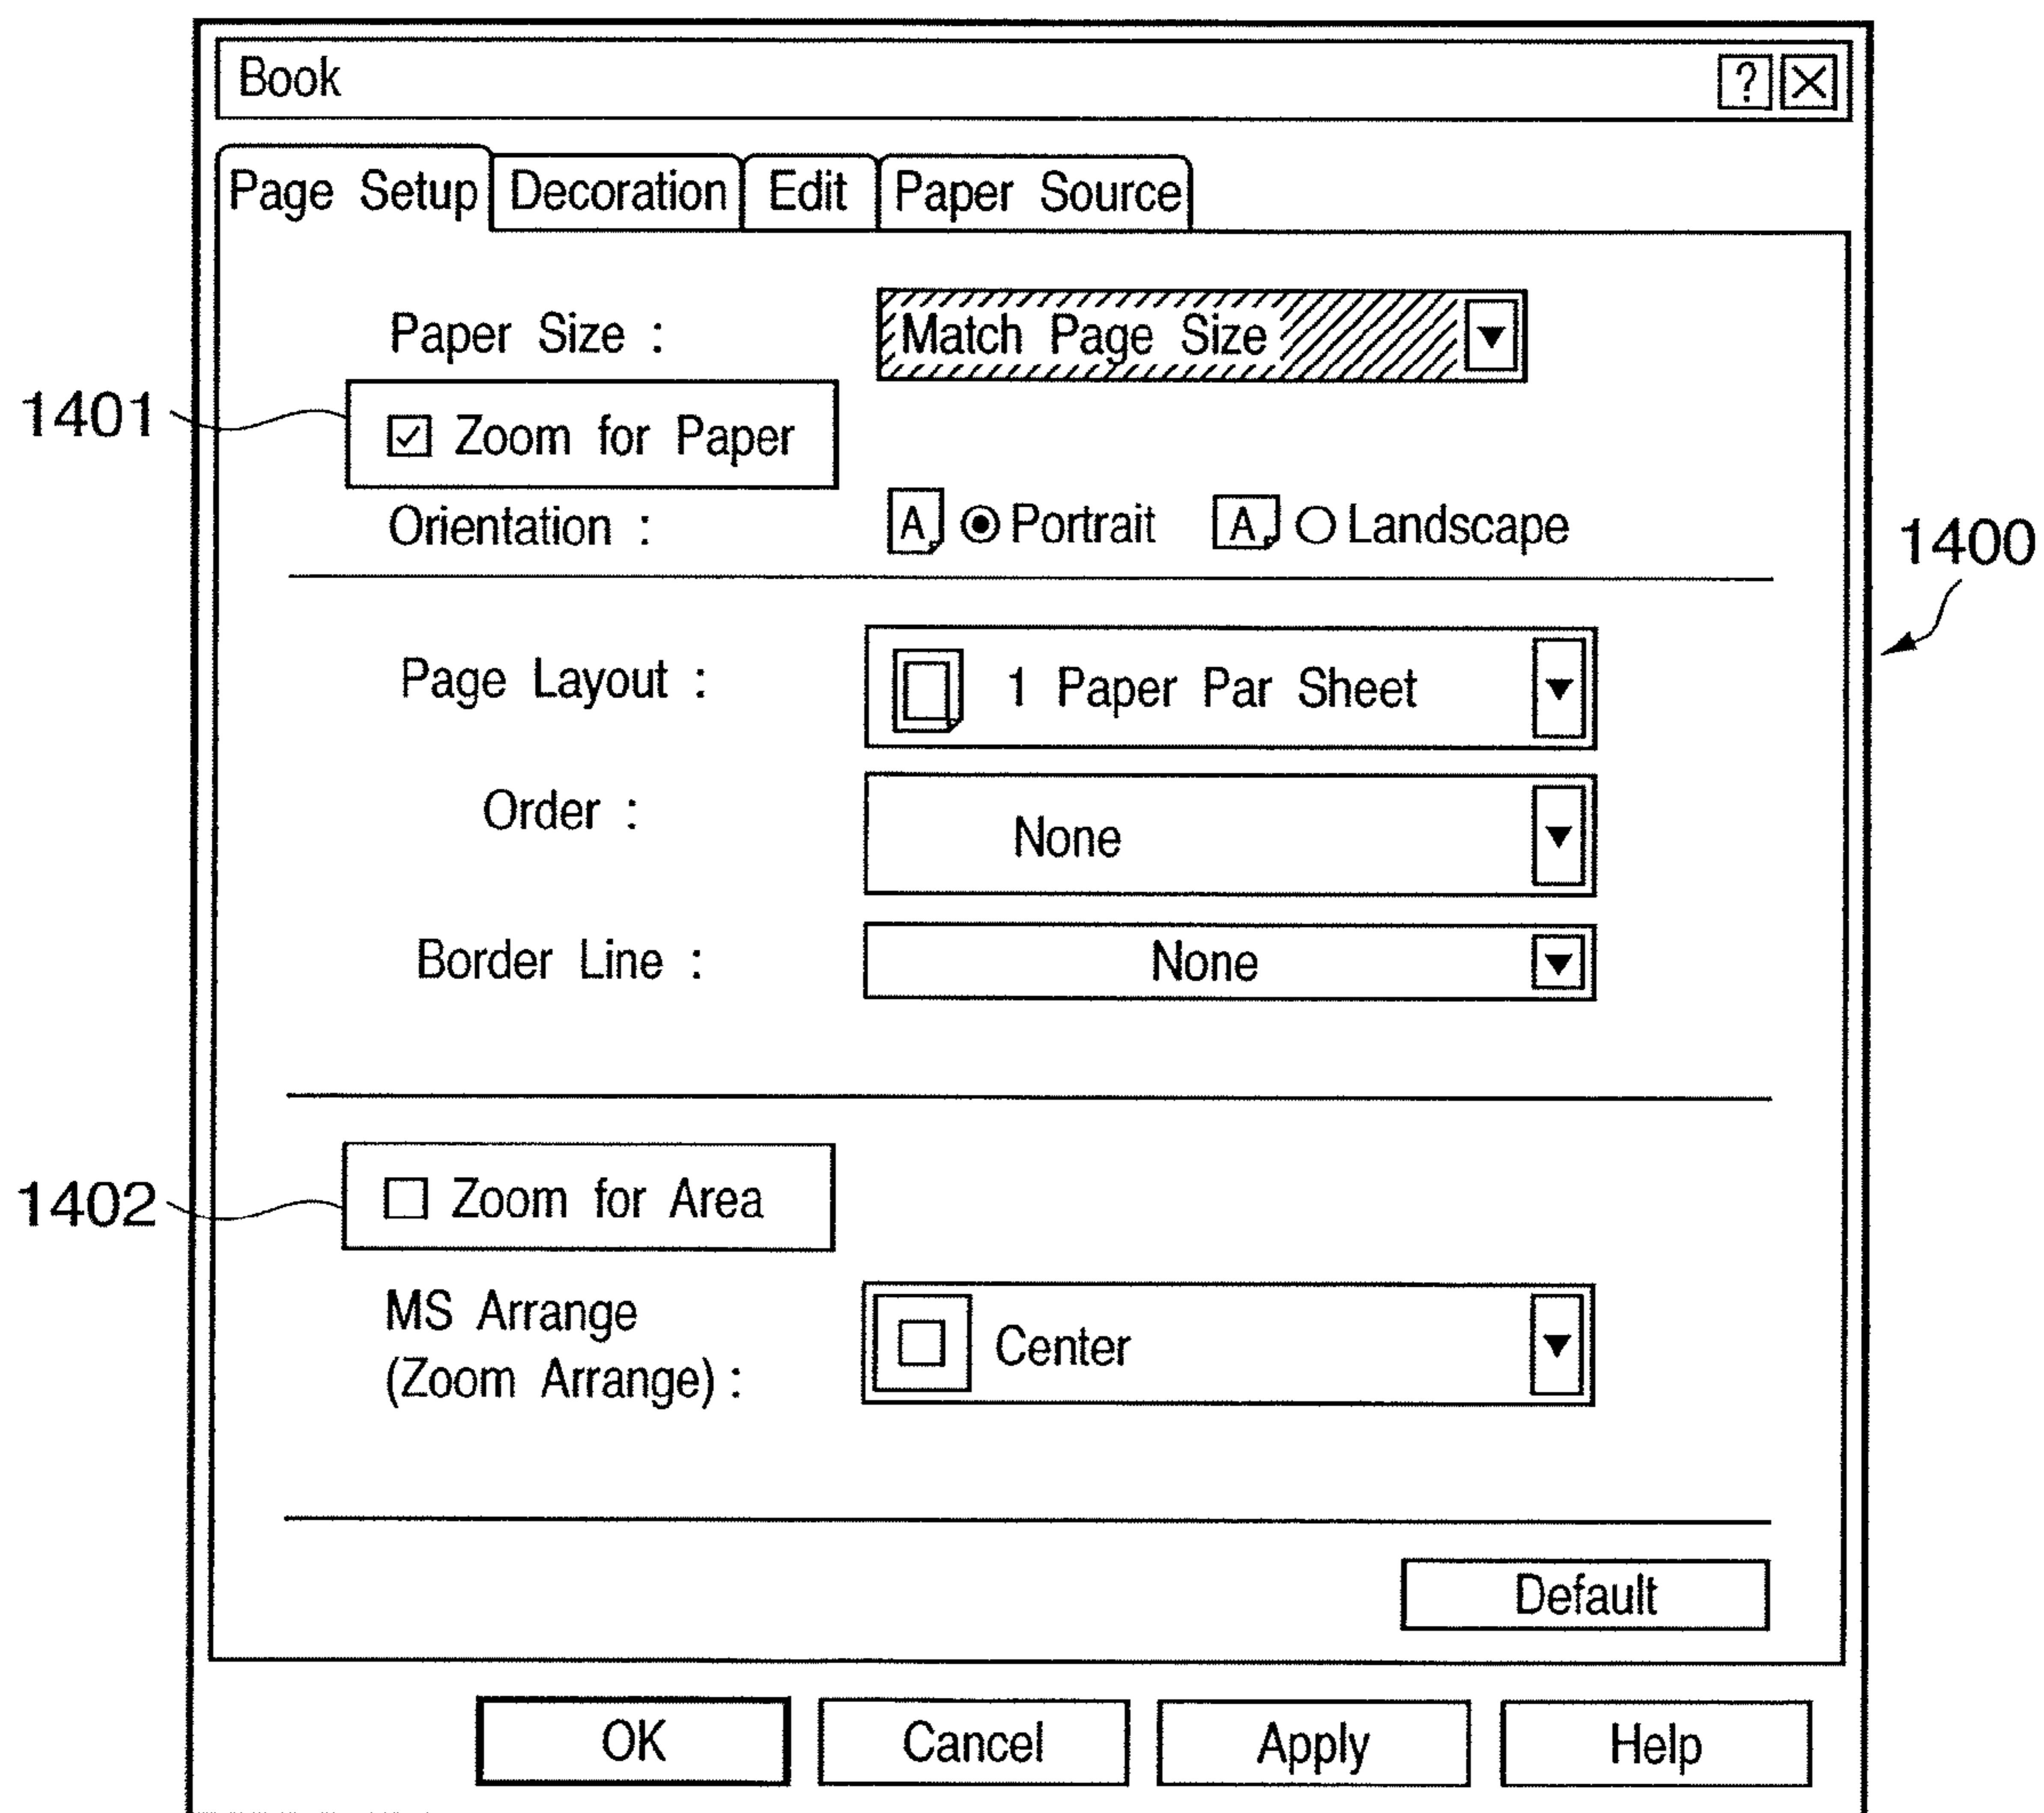 Book ?
Page Setup Decoration Edit Paper Source
Paper Size : Match Page Size
1401
Zoom for Paper
Orientation : A Portrait A Landscape
1400
Page Layout : 1 Paper Par Sheet
Order : None
Border Line : None
1402
Zoom for Area
MS Arrange
(Zoom Arrange) : Center
Default
OK Cancel Apply Help